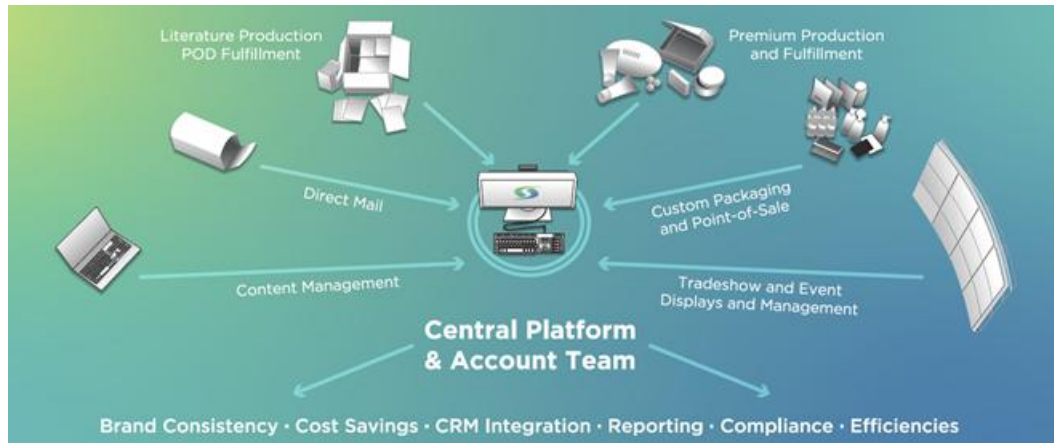 Literature Production
POD Fulfillment
Premium Production
and Fulfillment
Direct Mail
Custom Packaging
and Point-of-Sale
Content Management
Tradeshow and Event
Displays and Management
Central Platform
& Account Team
Brand Consistency · Cost Savings · CRM Integration · Reporting · Compliance · Efficiencies